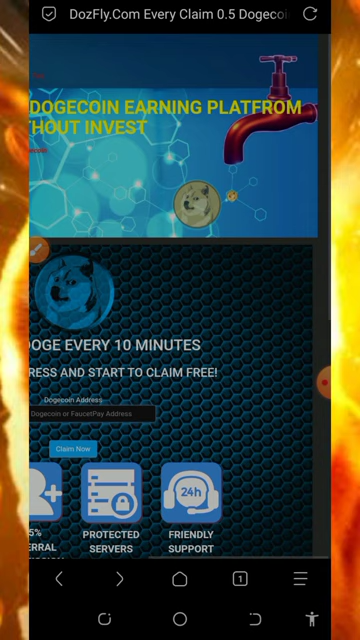 DozFly.Com Every Claim 0.5 Dogecoi
DOGECOIN EARNING PLATFROM
THOUT INVEST
OGE EVERY 10 MINUTES
RESS AND START TO CLAIM FREE!
Dogecoin Address
Dogecoin or FaucetPay Address
Claim Now
24h
5%
ERRAL
PROTECTED
SERVERS
FRIENDLY
SUPPORT
1